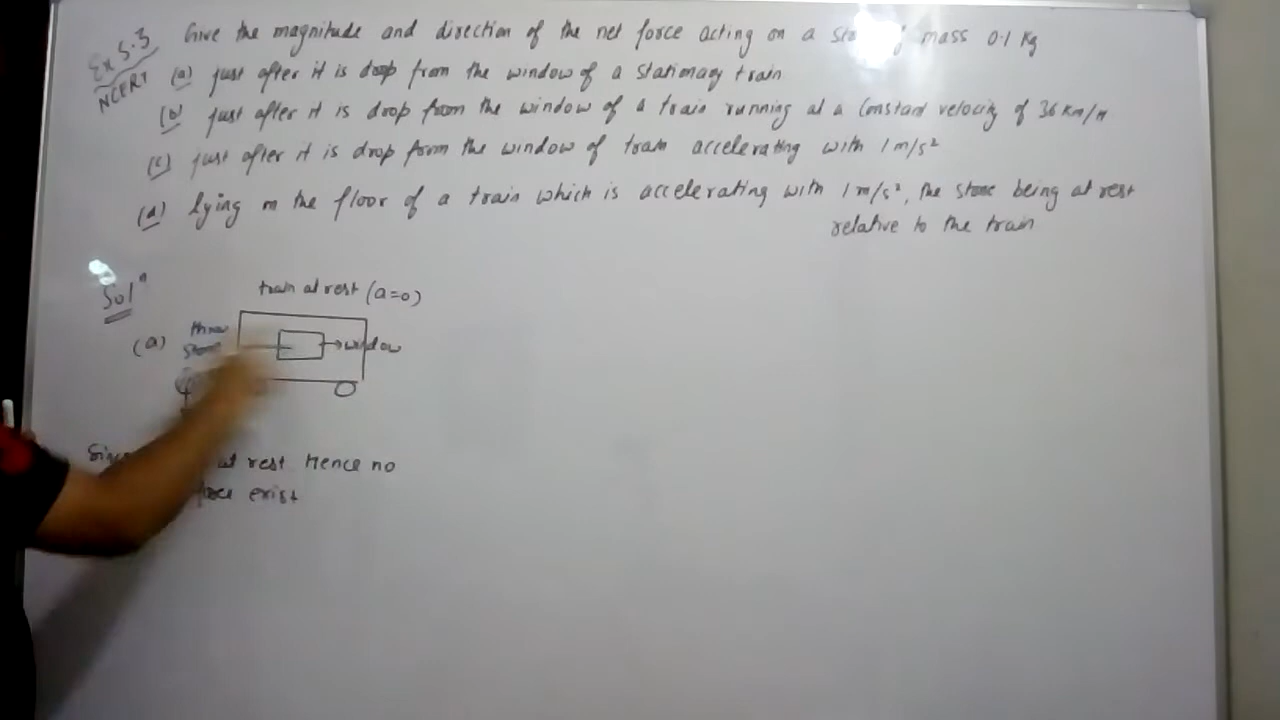 Ex 5.3
NCERT
Give the magnitude and direction of the net force acting on a mass 0.1 Kg
(a) just after it is drop from the window of a stationary train
(b) just after it is drop from the window of a train running at a constant velocity of 36 Km/H
(c) just after it is drop from the window of train accelerating with 1 m/s²
(d) lying on the floor of a train which is accelerating with 1 m/s², the stone being at rest
relative to the train
Solⁿ
train at rest (a=0)
(a)
window
rest Hence no
exist